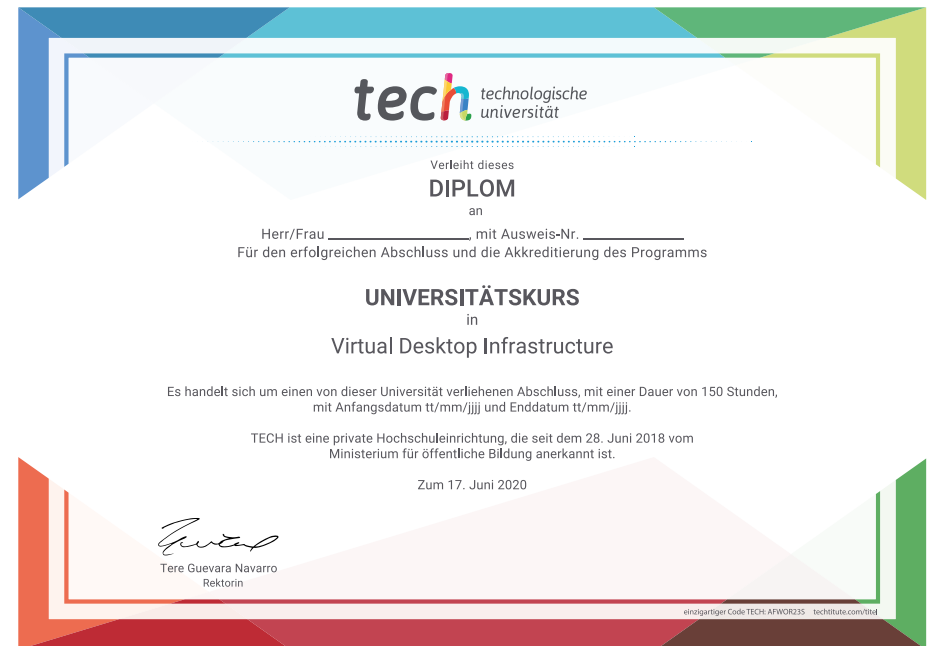 tech technologische
universität
Verleiht dieses
DIPLOM
an
Herr/Frau ____________________, mit Ausweis-Nr. ______________
Für den erfolgreichen Abschluss und die Akkreditierung des Programms
UNIVERSITÄTSKURS
in
Virtual Desktop Infrastructure
Es handelt sich um einen von dieser Universität verliehenen Abschluss, mit einer Dauer von 150 Stunden,
mit Anfangsdatum tt/mm/jjjj und Enddatum tt/mm/jjjj.
TECH ist eine private Hochschuleinrichtung, die seit dem 28. Juni 2018 vom
Ministerium für öffentliche Bildung anerkannt ist.
Zum 17. Juni 2020
Tere Guevara Navarro
Rektorin
einzigartiger Code TECH: AFWOR23S techtitute.com/titel